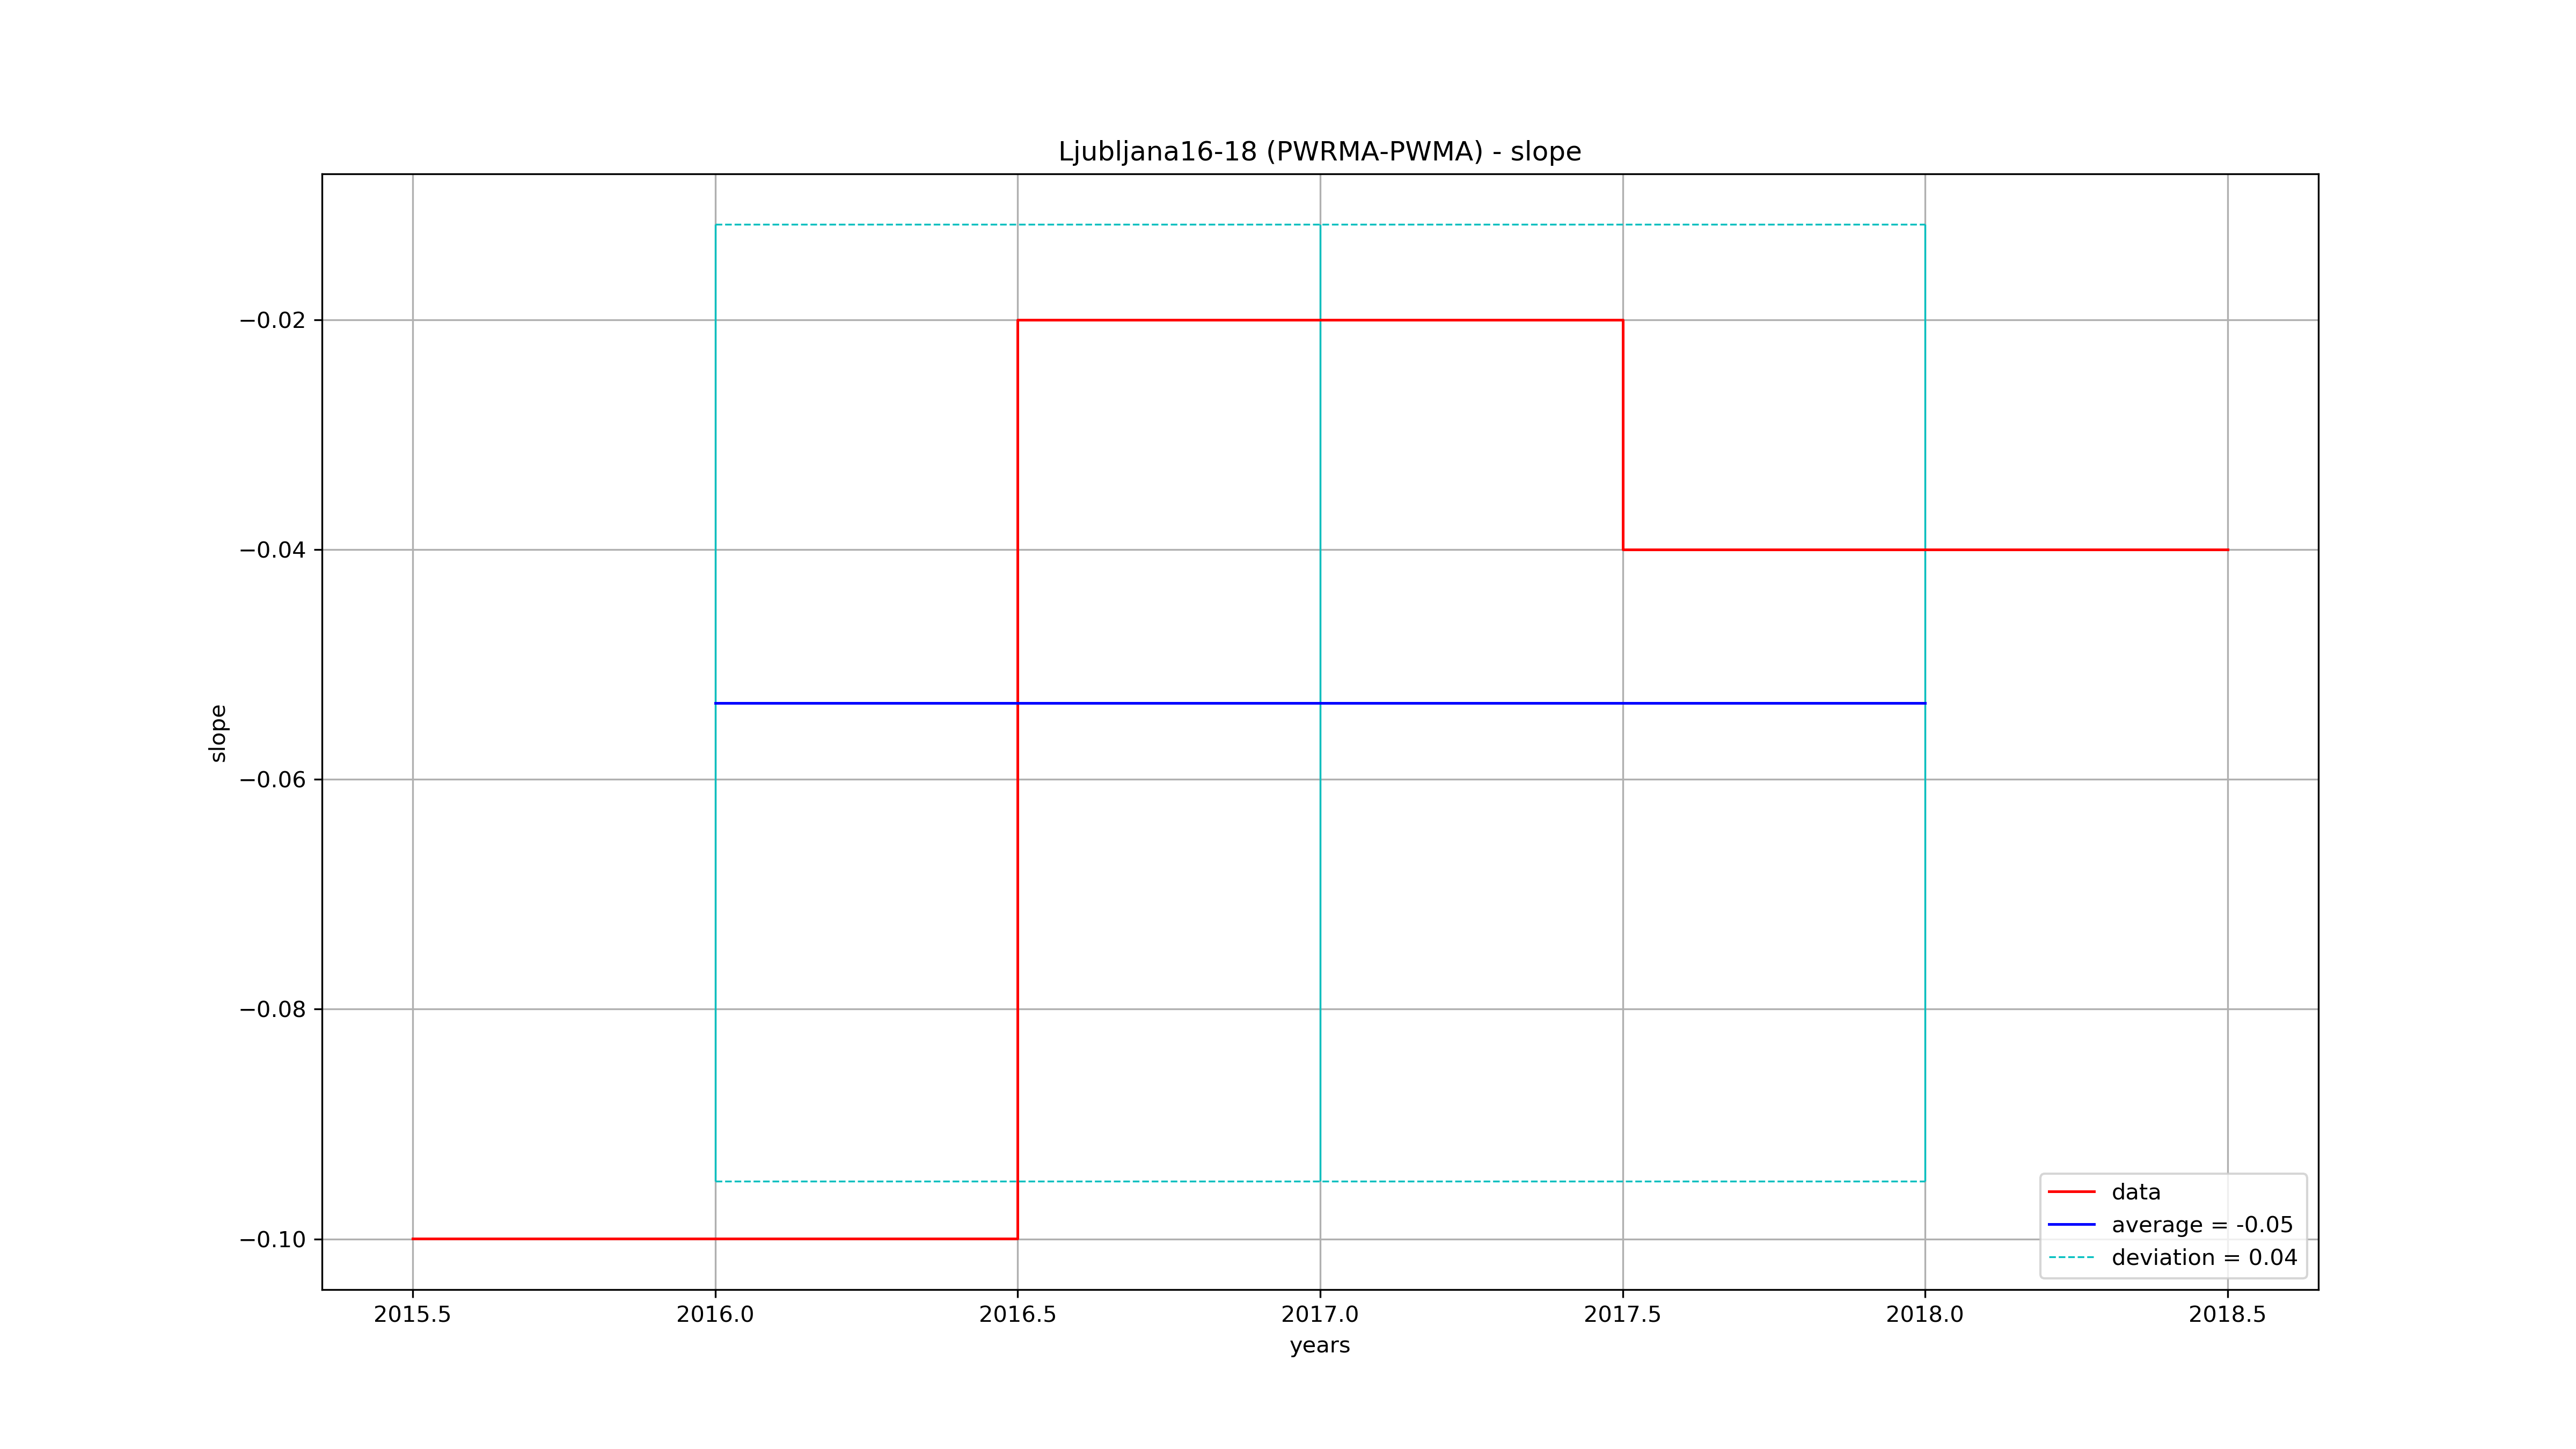 Ljubljana16-18 (PWRMA-PWMA) - slope
−0.02
−0.04
−0.06
−0.08
−0.10
slope
data
average = -0.05
deviation = 0.04
2015.5 2016.0 2016.5 2017.0 2017.5 2018.0 2018.5
years